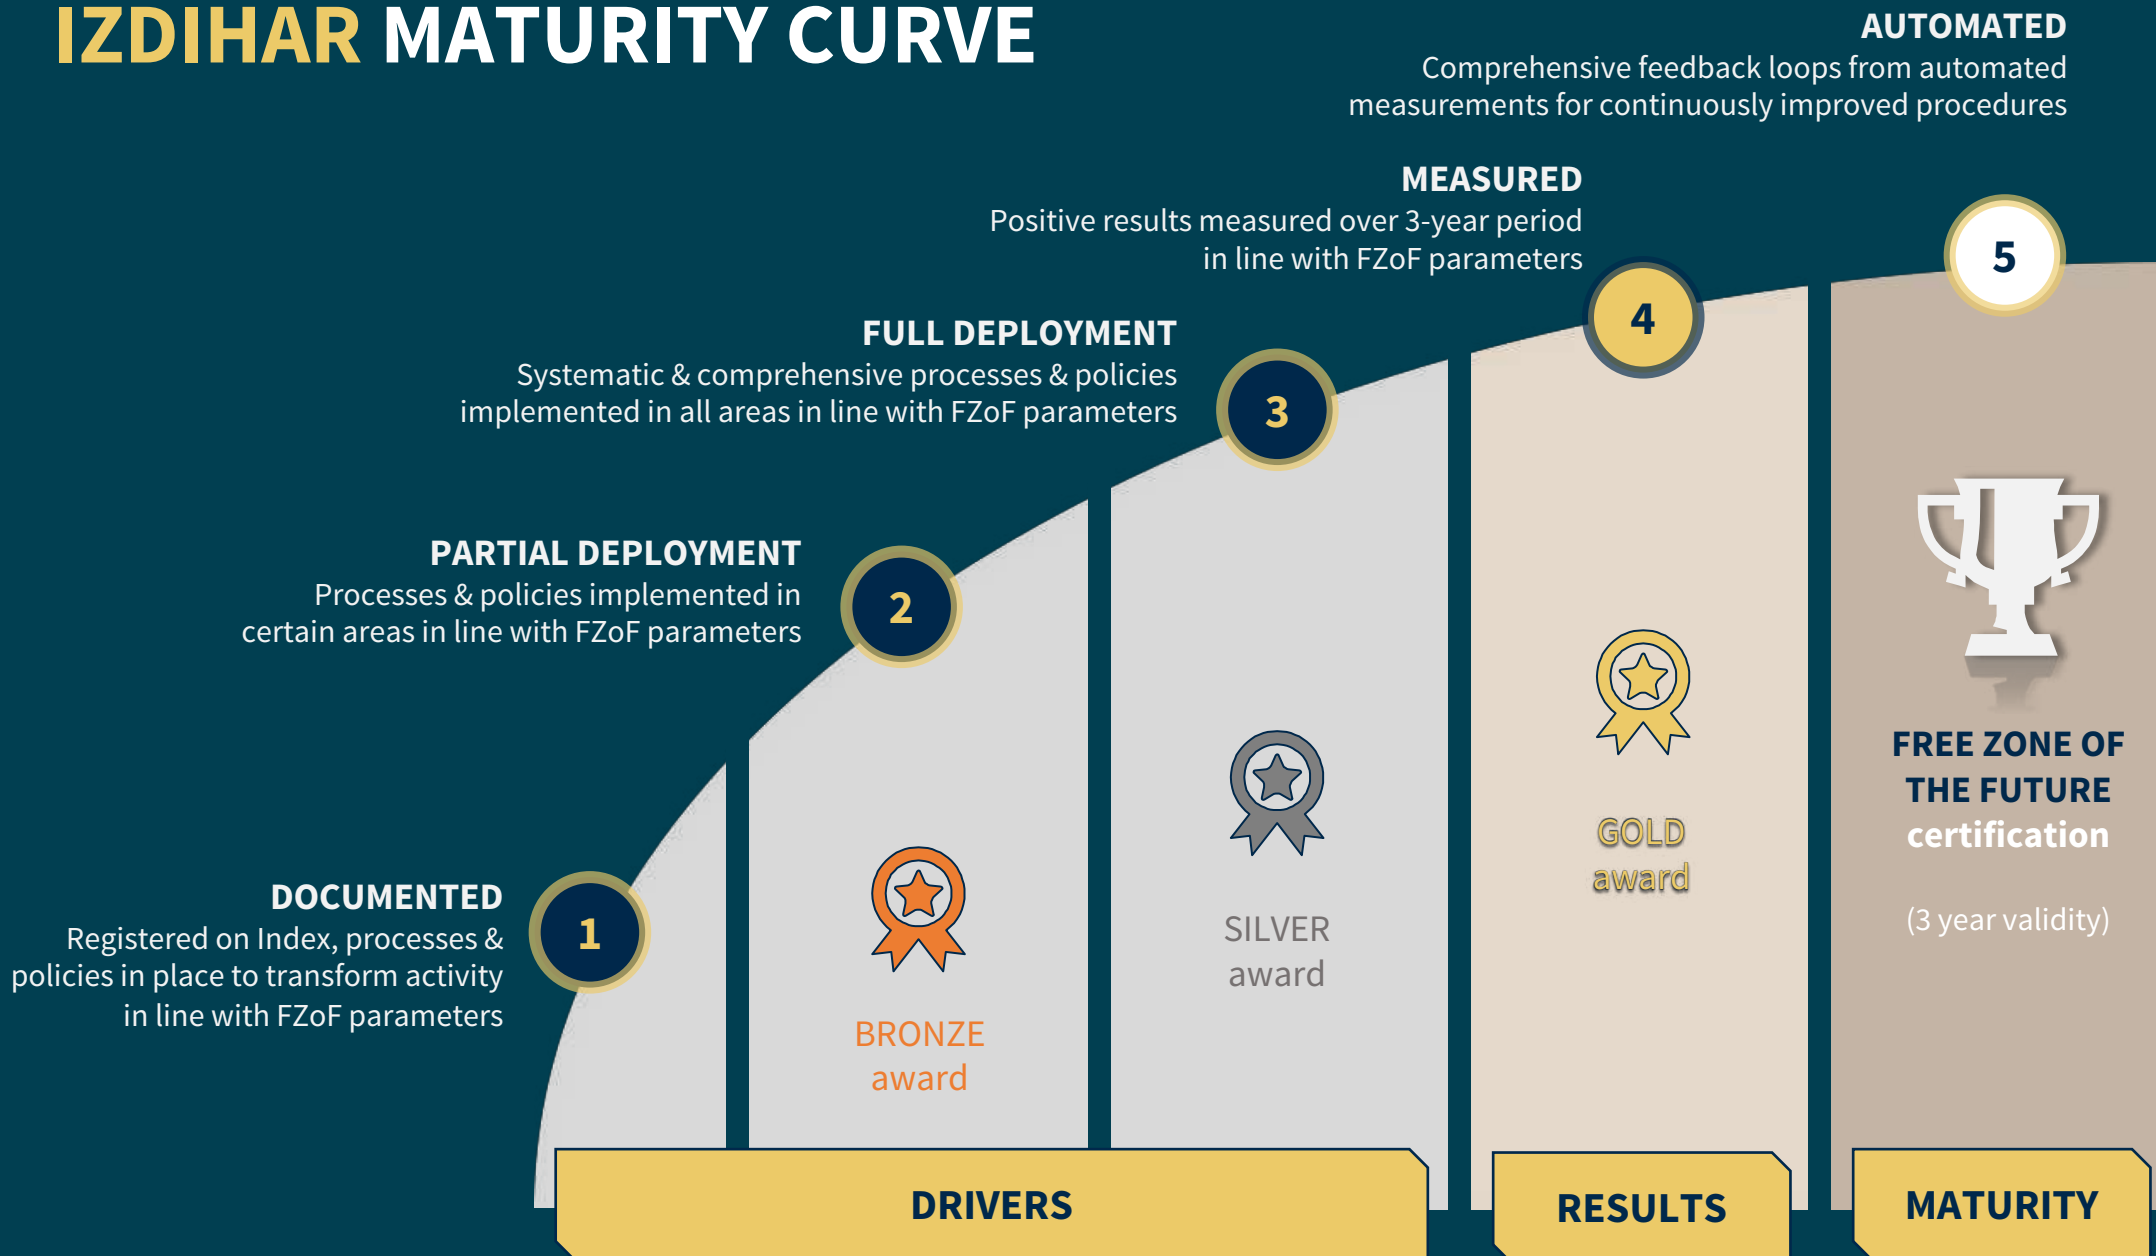 IZDIHAR MATURITY CURVE
AUTOMATED
Comprehensive feedback loops from automated
measurements for continuously improved procedures
MEASURED
Positive results measured over 3-year period
in line with FZoF parameters
5
4
FULL DEPLOYMENT
Systematic & comprehensive processes & policies
implemented in all areas in line with FZoF parameters
3
PARTIAL DEPLOYMENT
Processes & policies implemented in
certain areas in line with FZoF parameters
2
DOCUMENTED
Registered on Index, processes &
policies in place to transform activity
in line with FZoF parameters
1
BRONZE
award
SILVER
award
GOLD
award
FREE ZONE OF
THE FUTURE
certification
(3 year validity)
DRIVERS
RESULTS
MATURITY